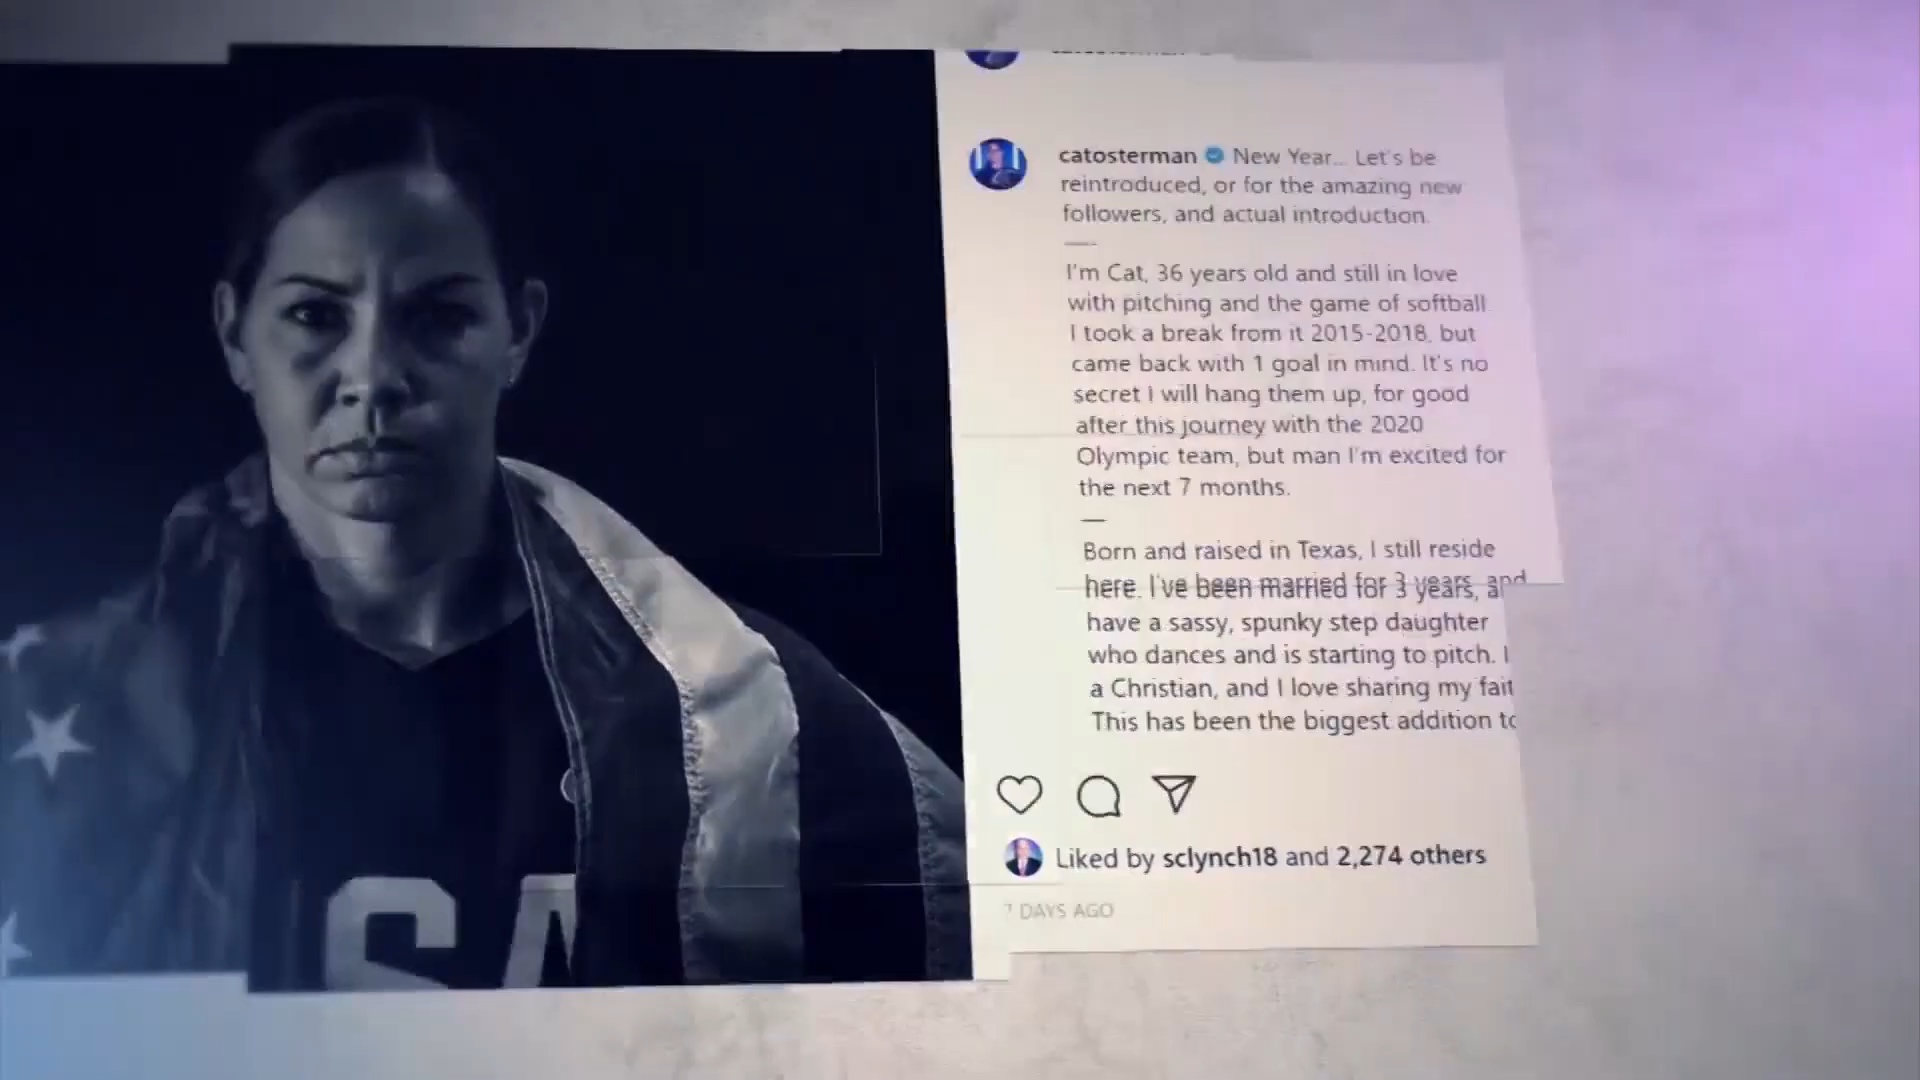 catosterman New Year... Let's be
reintroduced, or for the amazing new
followers, and actual introduction.
—
I'm Cat, 36 years old and still in love
with pitching and the game of softball
I took a break from it 2015-2018, but
came back with 1 goal in mind. It's no
secret I will hang them up, for good
after this journey with the 2020
Olympic team, but man I'm excited for
the next 7 months.
—
Born and raised in Texas, I still reside
here. I've been married for 3 years, and
have a sassy, spunky step daughter
who dances and is starting to pitch. I
a Christian, and I love sharing my fait
This has been the biggest addition to
Liked by sclynch18 and 2,274 others
7 DAYS AGO
SA